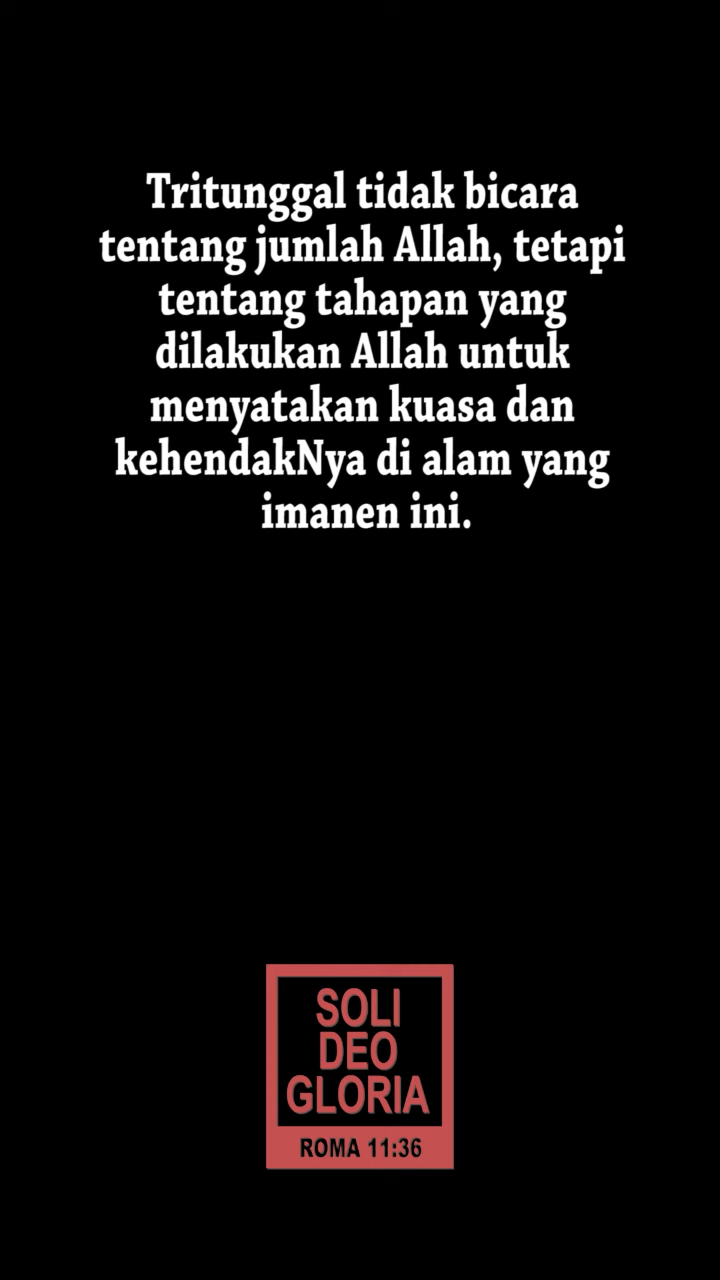 Tritunggal tidak bicara
tentang jumlah Allah, tetapi
tentang tahapan yang
dilakukan Allah untuk
menyatakan kuasa dan
kehendakNya di alam yang
imanen ini.
SOLI
DEO
GLORIA
ROMA 11:36